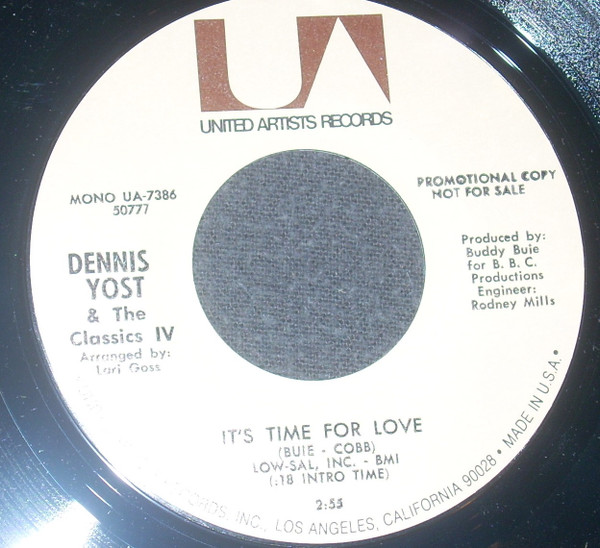 UA
UNITED ARTISTS RECORDS
MONO UA-7386
50777
PROMOTIONAL COPY
NOT FOR SALE
DENNIS
YOST
& The
Classics IV
Arranged by:
Lari Goss
Produced by:
Buddy Buie
for B. B. C.
Productions
Engineer:
Rodney Mills
IT'S TIME FOR LOVE
(BUIE - COBB)
LOW-SAL, INC. - BMI
(:18 INTRO TIME)
2:55
RECORDS, INC., LOS ANGELES, CALIFORNIA 90028 • MADE IN U.S.A. •